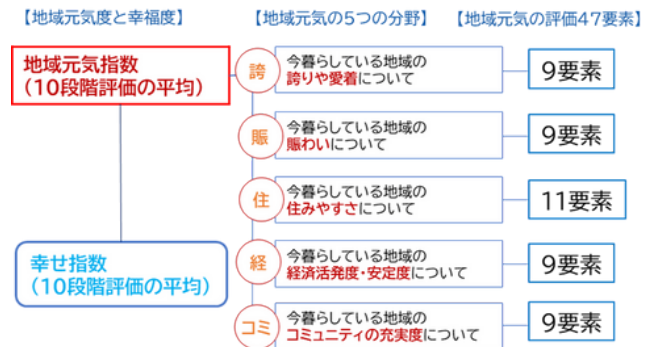 【地域元気度と幸福度】
【地域元気の5つの分野】
【地域元気の評価47要素】
地域元気指数
(10段階評価の平均)
誇
今暮らしている地域の
誇りや愛着について
9要素
賑
今暮らしている地域の
賑わいについて
9要素
住
今暮らしている地域の
住みやすさについて
11要素
幸せ指数
(10段階評価の平均)
経
今暮らしている地域の
経済活発度・安定度について
9要素
コミ
今暮らしている地域の
コミュニティの充実度について
9要素